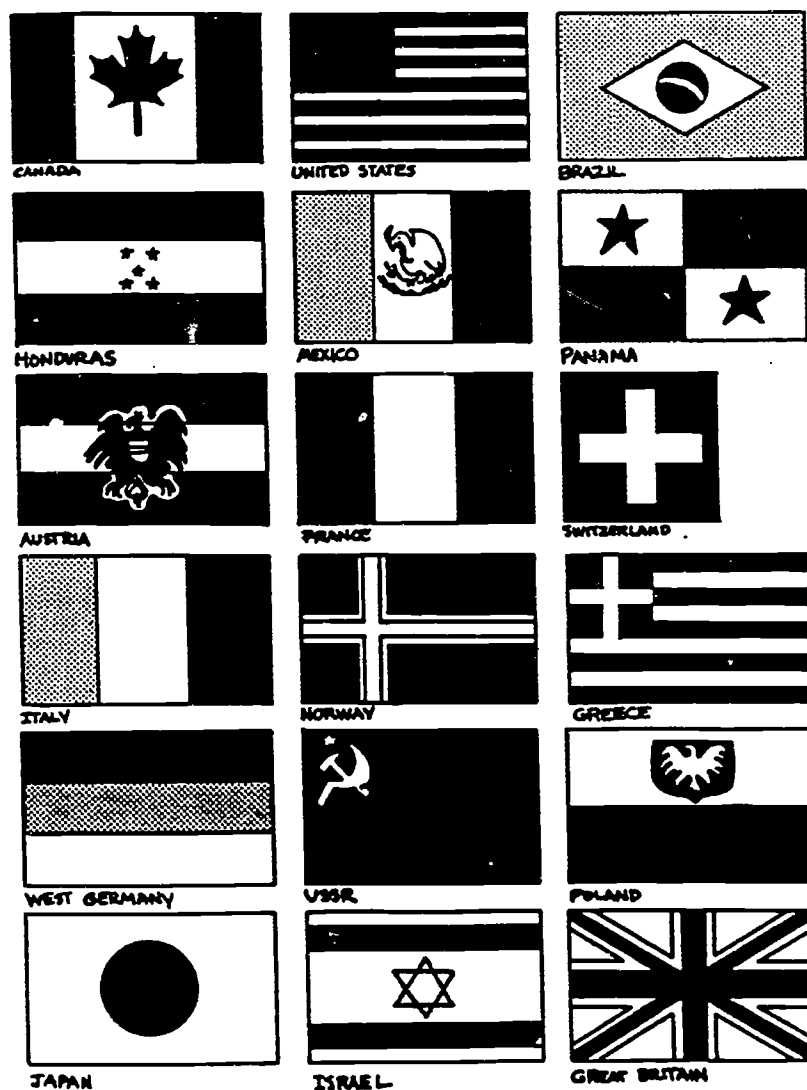 CANADA
UNITED STATES
BRAZIL
HONDURAS
MEXICO
PANAMA
AUSTRIA
FRANCE
SWITZERLAND
ITALY
NORWAY
GREECE
WEST GERMANY
USSR
POLAND
JAPAN
ISRAEL
GREAT BRITAIN